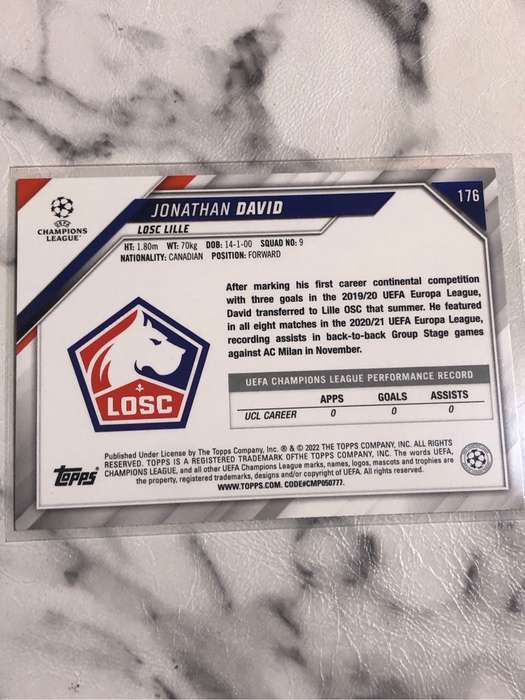 176
UEFA
CHAMPIONS
LEAGUE
JONATHAN DAVID
LOSC LILLE
HT: 1.80m WT: 70kg DOB: 14-1-00 SQUAD NO: 9
NATIONALITY: CANADIAN POSITION: FORWARD
After marking his first career continental competition
with three goals in the 2019/20 UEFA Europa League,
David transferred to Lille OSC that summer. He featured
in all eight matches in the 2020/21 UEFA Europa League,
recording assists in back-to-back Group Stage games
against AC Milan in November.
LOSC
UEFA CHAMPIONS LEAGUE PERFORMANCE RECORD
APPS GOALS ASSISTS
UCL CAREER 0 0 0
Topps
Published Under License by The Topps Company, Inc. ® & © 2022 THE TOPPS COMPANY, INC. ALL RIGHTS
RESERVED. TOPPS IS A REGISTERED TRADEMARK OFTHE TOPPS COMPANY, INC. The words UEFA,
CHAMPIONS LEAGUE, and all other UEFA Champions League marks, names, logos, mascots and trophies are
the property, registered trademarks, designs and/or copyright of UEFA. All rights reserved.
WWW.TOPPS.COM. CODE#CMP050777.